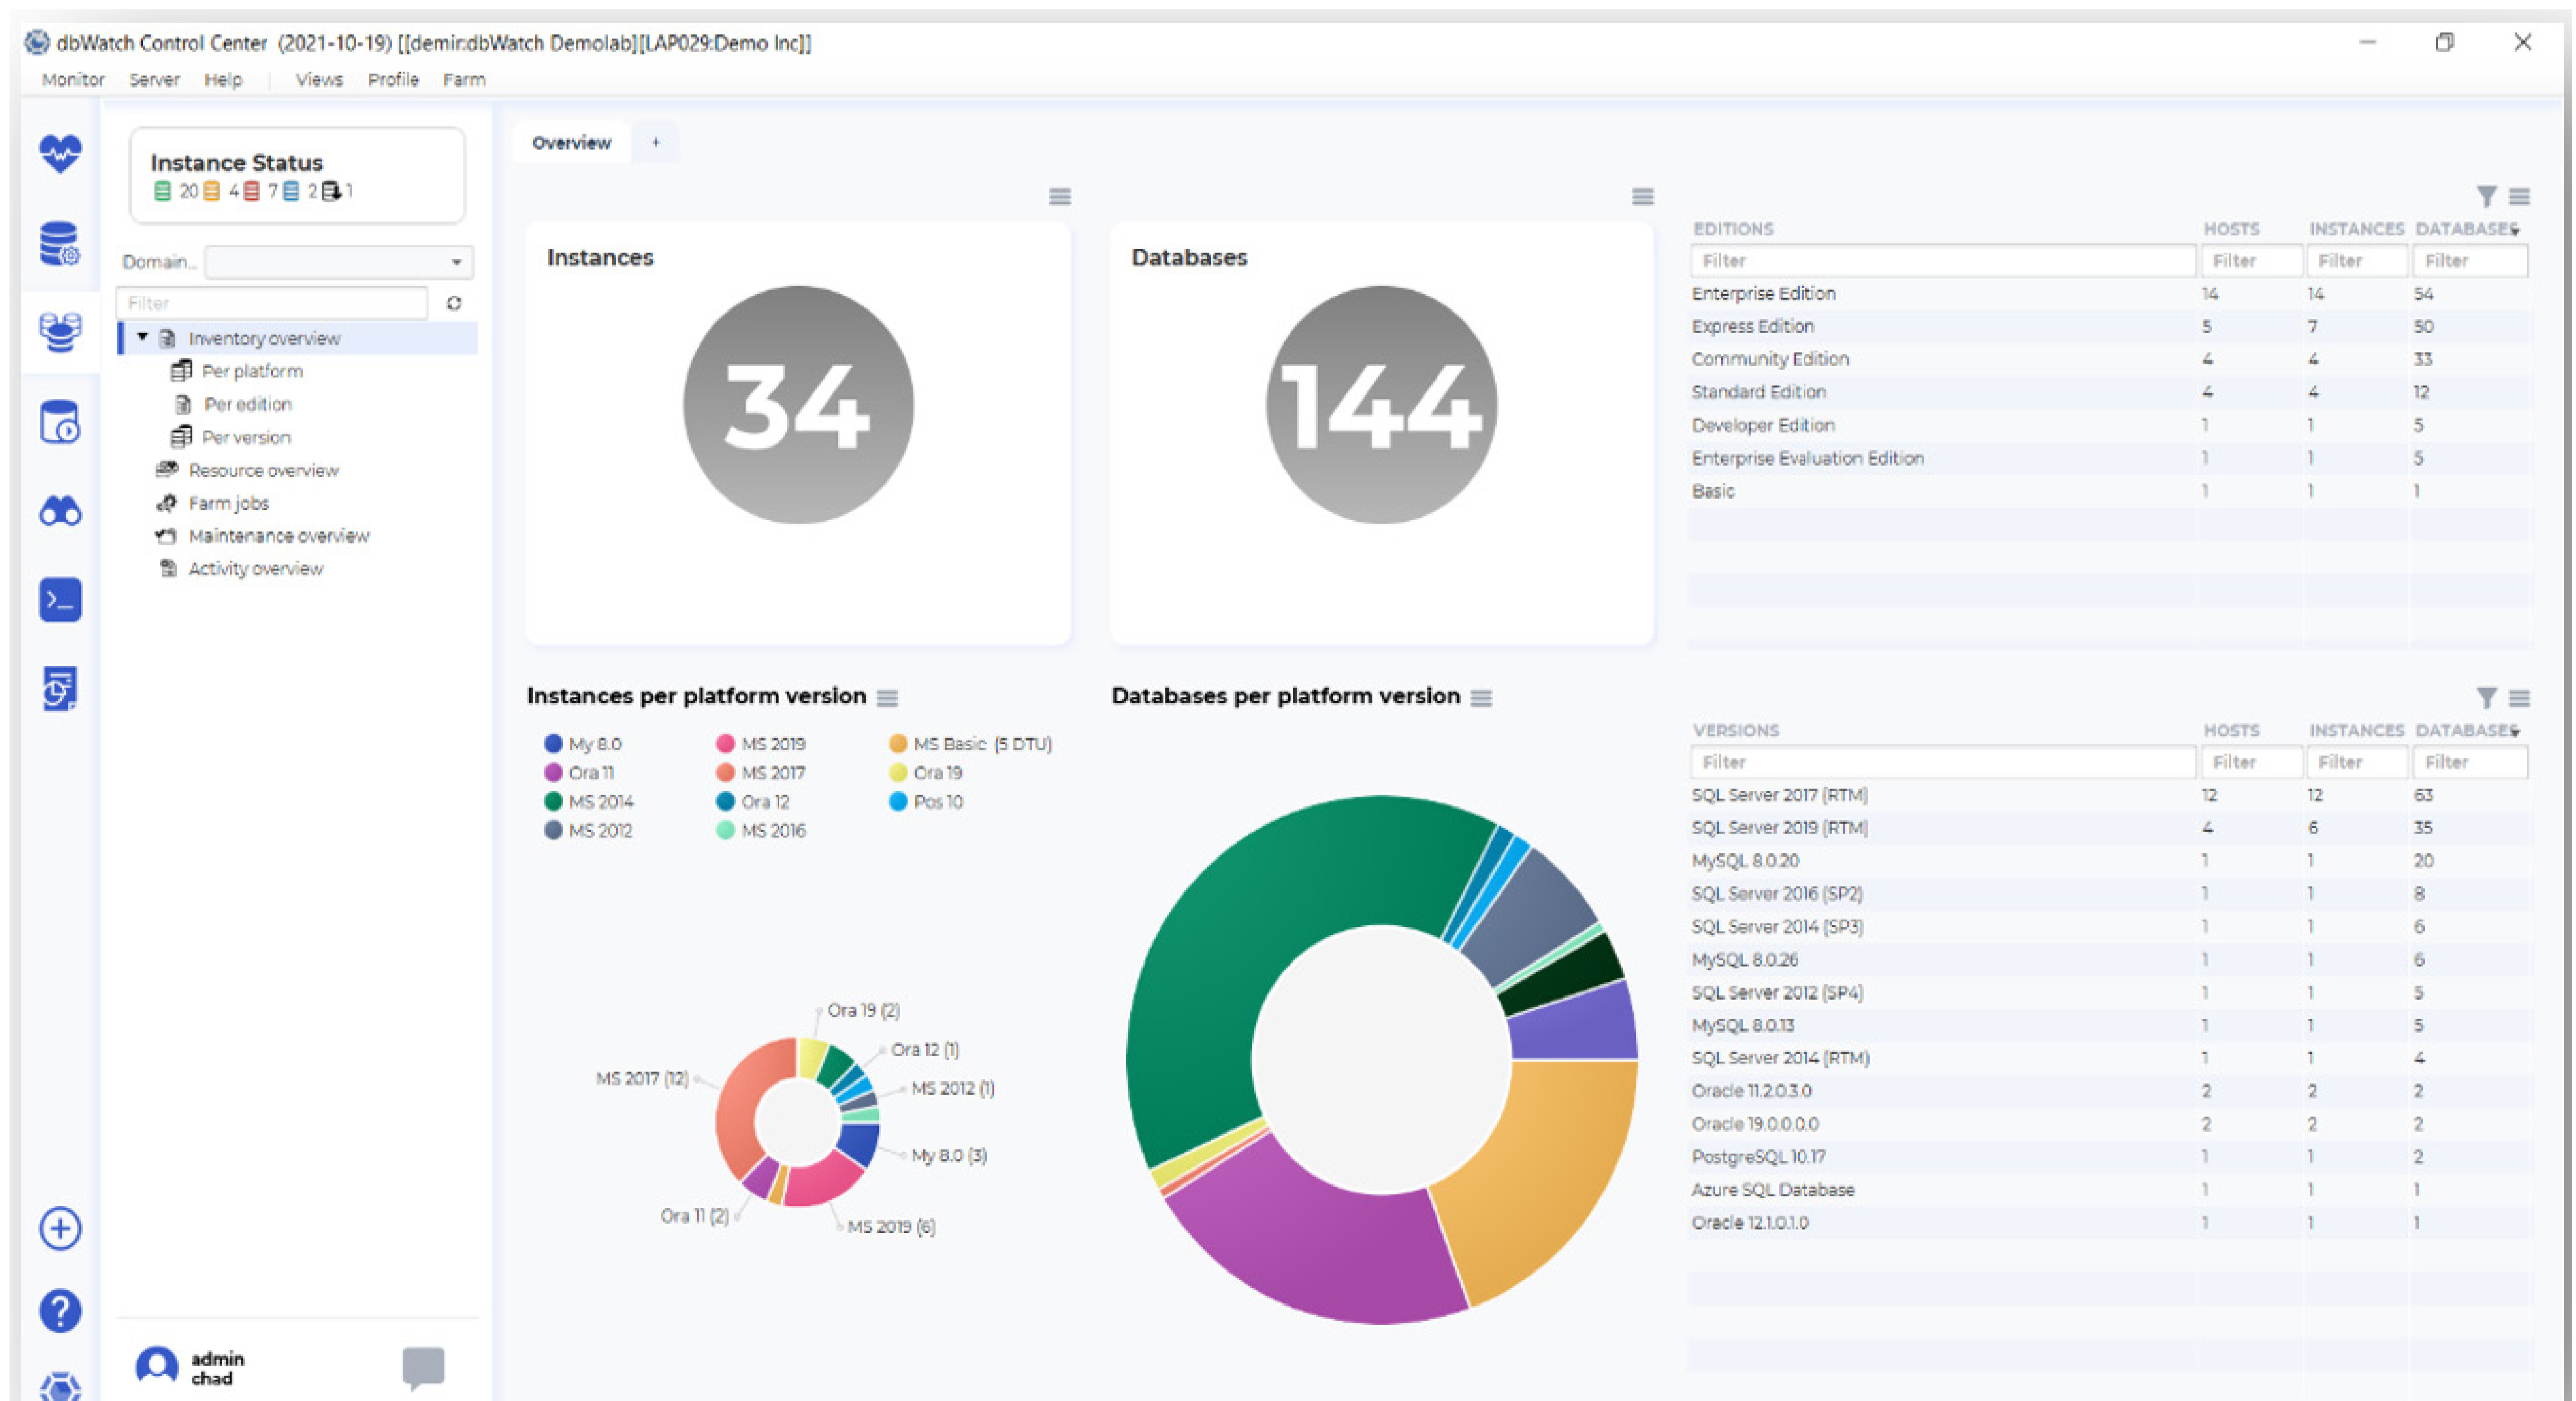 dbWatch Control Center (2021-10-19) [[demir:dbWatch Demolab][LAP029:Demo Inc]]
Monitor Server Help Views Profile Farm
Instance Status
20 4 7 2 1
Domain...
Filter
Inventory overview
Per platform
Per edition
Per version
Resource overview
Farm jobs
Maintenance overview
Activity overview
admin
chad
Overview +
Instances
34
Databases
144
EDITIONS HOSTS INSTANCES DATABASES
Filter Filter Filter Filter
Enterprise Edition 14 14 54
Express Edition 5 7 50
Community Edition 4 4 33
Standard Edition 4 4 12
Developer Edition 1 1 5
Enterprise Evaluation Edition 1 1 5
Basic 1 1 1
Instances per platform version
My 8.0 MS 2019 MS Basic (5 DTU)
Ora 11 MS 2017 Ora 19
MS 2014 Ora 12 Pos 10
MS 2012 MS 2016
Ora 19 (2)
Ora 12 (1)
MS 2017 (12)
MS 2012 (1)
My 8.0 (3)
Ora 11 (2)
MS 2019 (6)
Databases per platform version
VERSIONS HOSTS INSTANCES DATABASES
Filter Filter Filter Filter
SQL Server 2017 (RTM) 12 12 63
SQL Server 2019 (RTM) 4 6 35
MySQL 8.0.20 1 1 20
SQL Server 2016 (SP2) 1 1 8
SQL Server 2014 (SP3) 1 1 6
MySQL 8.0.26 1 1 6
SQL Server 2012 (SP4) 1 1 5
MySQL 8.0.13 1 1 5
SQL Server 2014 (RTM) 1 1 4
Oracle 11.2.0.3.0 2 2 2
Oracle 19.0.0.0.0 2 2 2
PostgreSQL 10.17 1 1 2
Azure SQL Database 1 1 1
Oracle 12.1.0.1.0 1 1 1